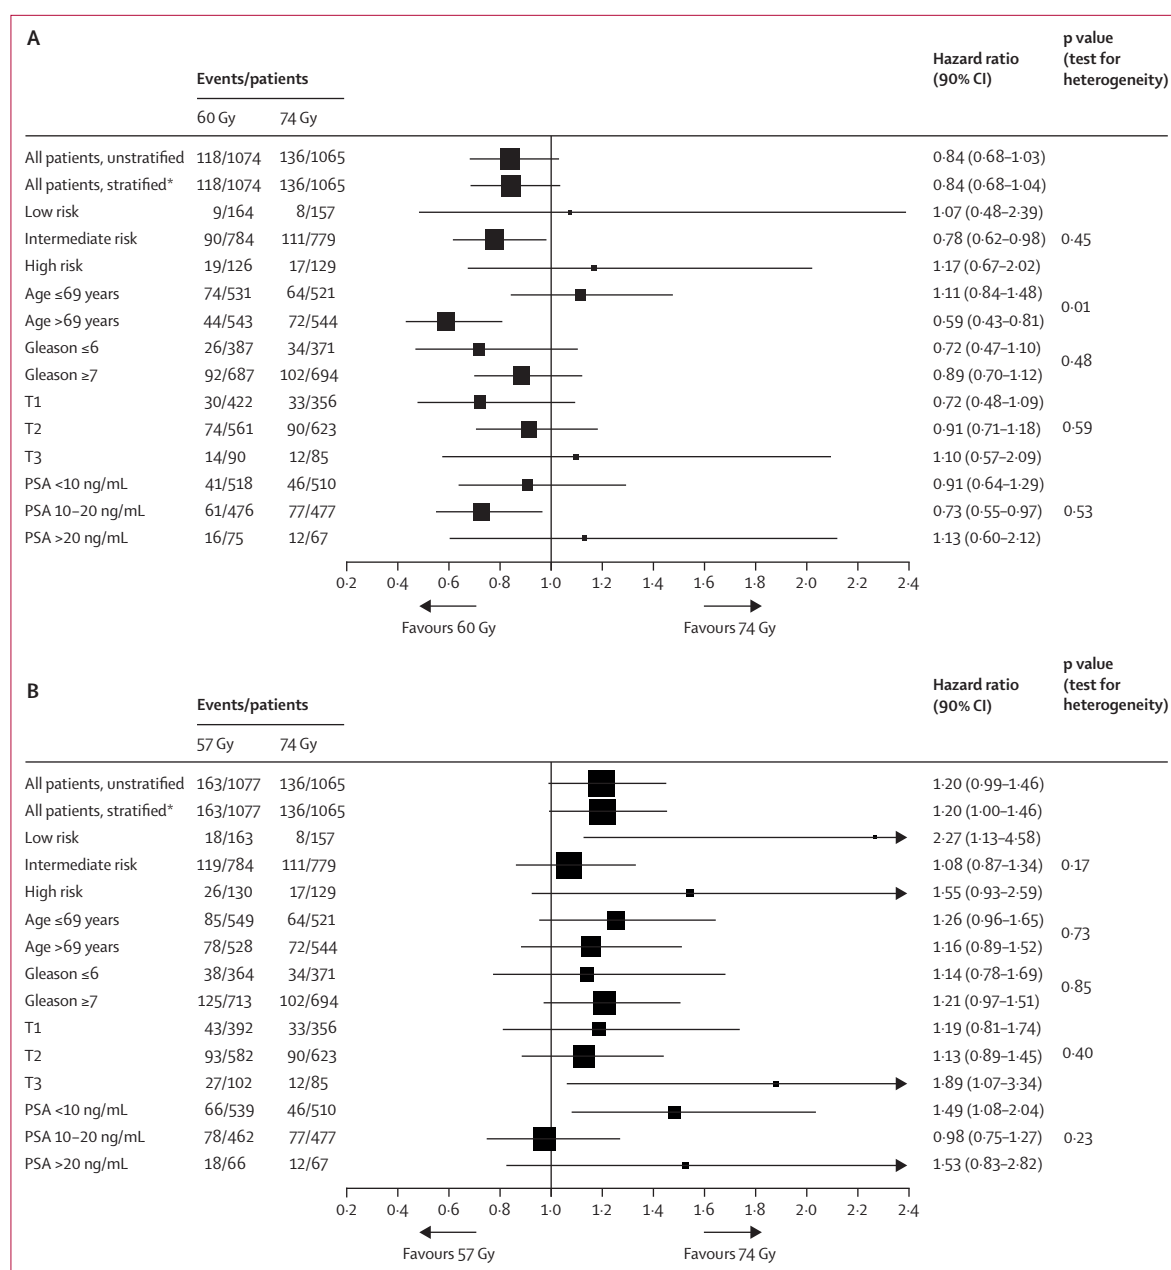 A
Events/patients
Hazard ratio
(90% CI)
p value
(test for
heterogeneity)
60 Gy 74 Gy
All patients, unstratified 118/1074 136/1065 0·84 (0·68–1·03)
All patients, stratified* 118/1074 136/1065 0·84 (0·68–1·04)
Low risk 9/164 8/157 1·07 (0·48–2·39)
Intermediate risk 90/784 111/779 0·78 (0·62–0·98) 0·45
High risk 19/126 17/129 1·17 (0·67–2·02)
Age ≤69 years 74/531 64/521 1·11 (0·84–1·48)
0·01
Age >69 years 44/543 72/544 0·59 (0·43–0·81)
Gleason ≤6 26/387 34/371 0·72 (0·47–1·10)
0·48
Gleason ≥7 92/687 102/694 0·89 (0·70–1·12)
T1 30/422 33/356 0·72 (0·48–1·09)
T2 74/561 90/623 0·91 (0·71–1·18) 0·59
T3 14/90 12/85 1·10 (0·57–2·09)
PSA <10 ng/mL 41/518 46/510 0·91 (0·64–1·29)
PSA 10–20 ng/mL 61/476 77/477 0·73 (0·55–0·97) 0·53
PSA >20 ng/mL 16/75 12/67 1·13 (0·60–2·12)
0·2 0·4 0·6 0·8 1·0 1·2 1·4 1·6 1·8 2·0 2·2 2·4
Favours 60 Gy Favours 74 Gy
B
Events/patients
Hazard ratio
(90% CI)
p value
(test for
heterogeneity)
57 Gy 74 Gy
All patients, unstratified 163/1077 136/1065 1·20 (0·99–1·46)
All patients, stratified* 163/1077 136/1065 1·20 (1·00–1·46)
Low risk 18/163 8/157 2·27 (1·13–4·58)
Intermediate risk 119/784 111/779 1·08 (0·87–1·34) 0·17
High risk 26/130 17/129 1·55 (0·93–2·59)
Age ≤69 years 85/549 64/521 1·26 (0·96–1·65)
0·73
Age >69 years 78/528 72/544 1·16 (0·89–1·52)
Gleason ≤6 38/364 34/371 1·14 (0·78–1·69)
0·85
Gleason ≥7 125/713 102/694 1·21 (0·97–1·51)
T1 43/392 33/356 1·19 (0·81–1·74)
T2 93/582 90/623 1·13 (0·89–1·45) 0·40
T3 27/102 12/85 1·89 (1·07–3·34)
PSA <10 ng/mL 66/539 46/510 1·49 (1·08–2·04)
PSA 10–20 ng/mL 78/462 77/477 0·98 (0·75–1·27) 0·23
PSA >20 ng/mL 18/66 12/67 1·53 (0·83–2·82)
0·2 0·4 0·6 0·8 1·0 1·2 1·4 1·6 1·8 2·0 2·2 2·4
Favours 57 Gy Favours 74 Gy